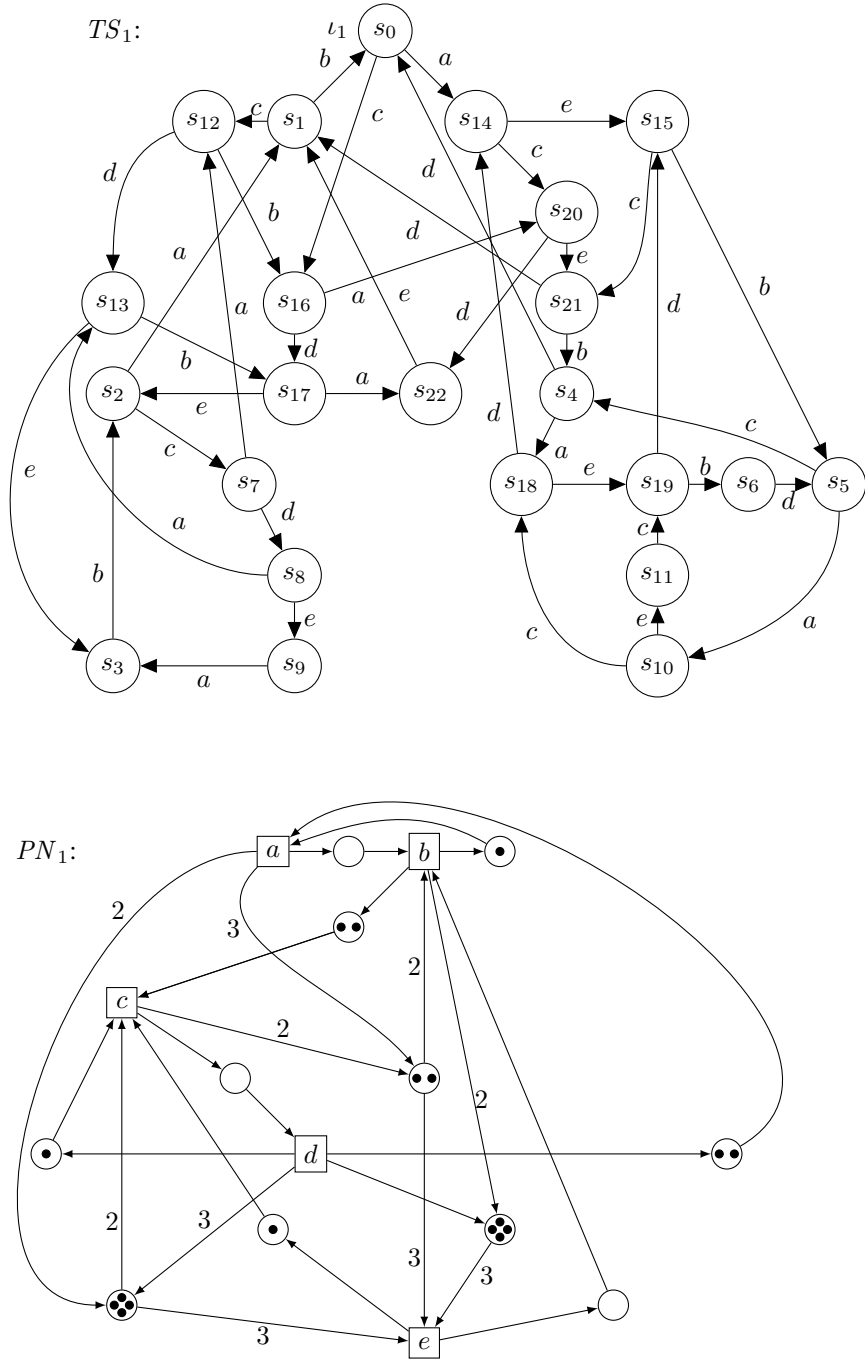 TS₁:
ι₁ s₀
b a
s₁₂ c s₁ c s₁₄ e s₁₅
d b d c c
s₂₀
a a d e b
s₁₃ s₁₆ a e d s₂₁ d
b d b
s₂ e s₁₇ a s₂₂ s₄ c
e c d a
s₇ s₁₈ e s₁₉ b s₆ d s₅
a d c
b s₈ s₁₁
e c e a
s₃ a s₉ s₁₀
PN₁:
a b
2 3
c 2 2
2
d
2 3 3 3
3
e